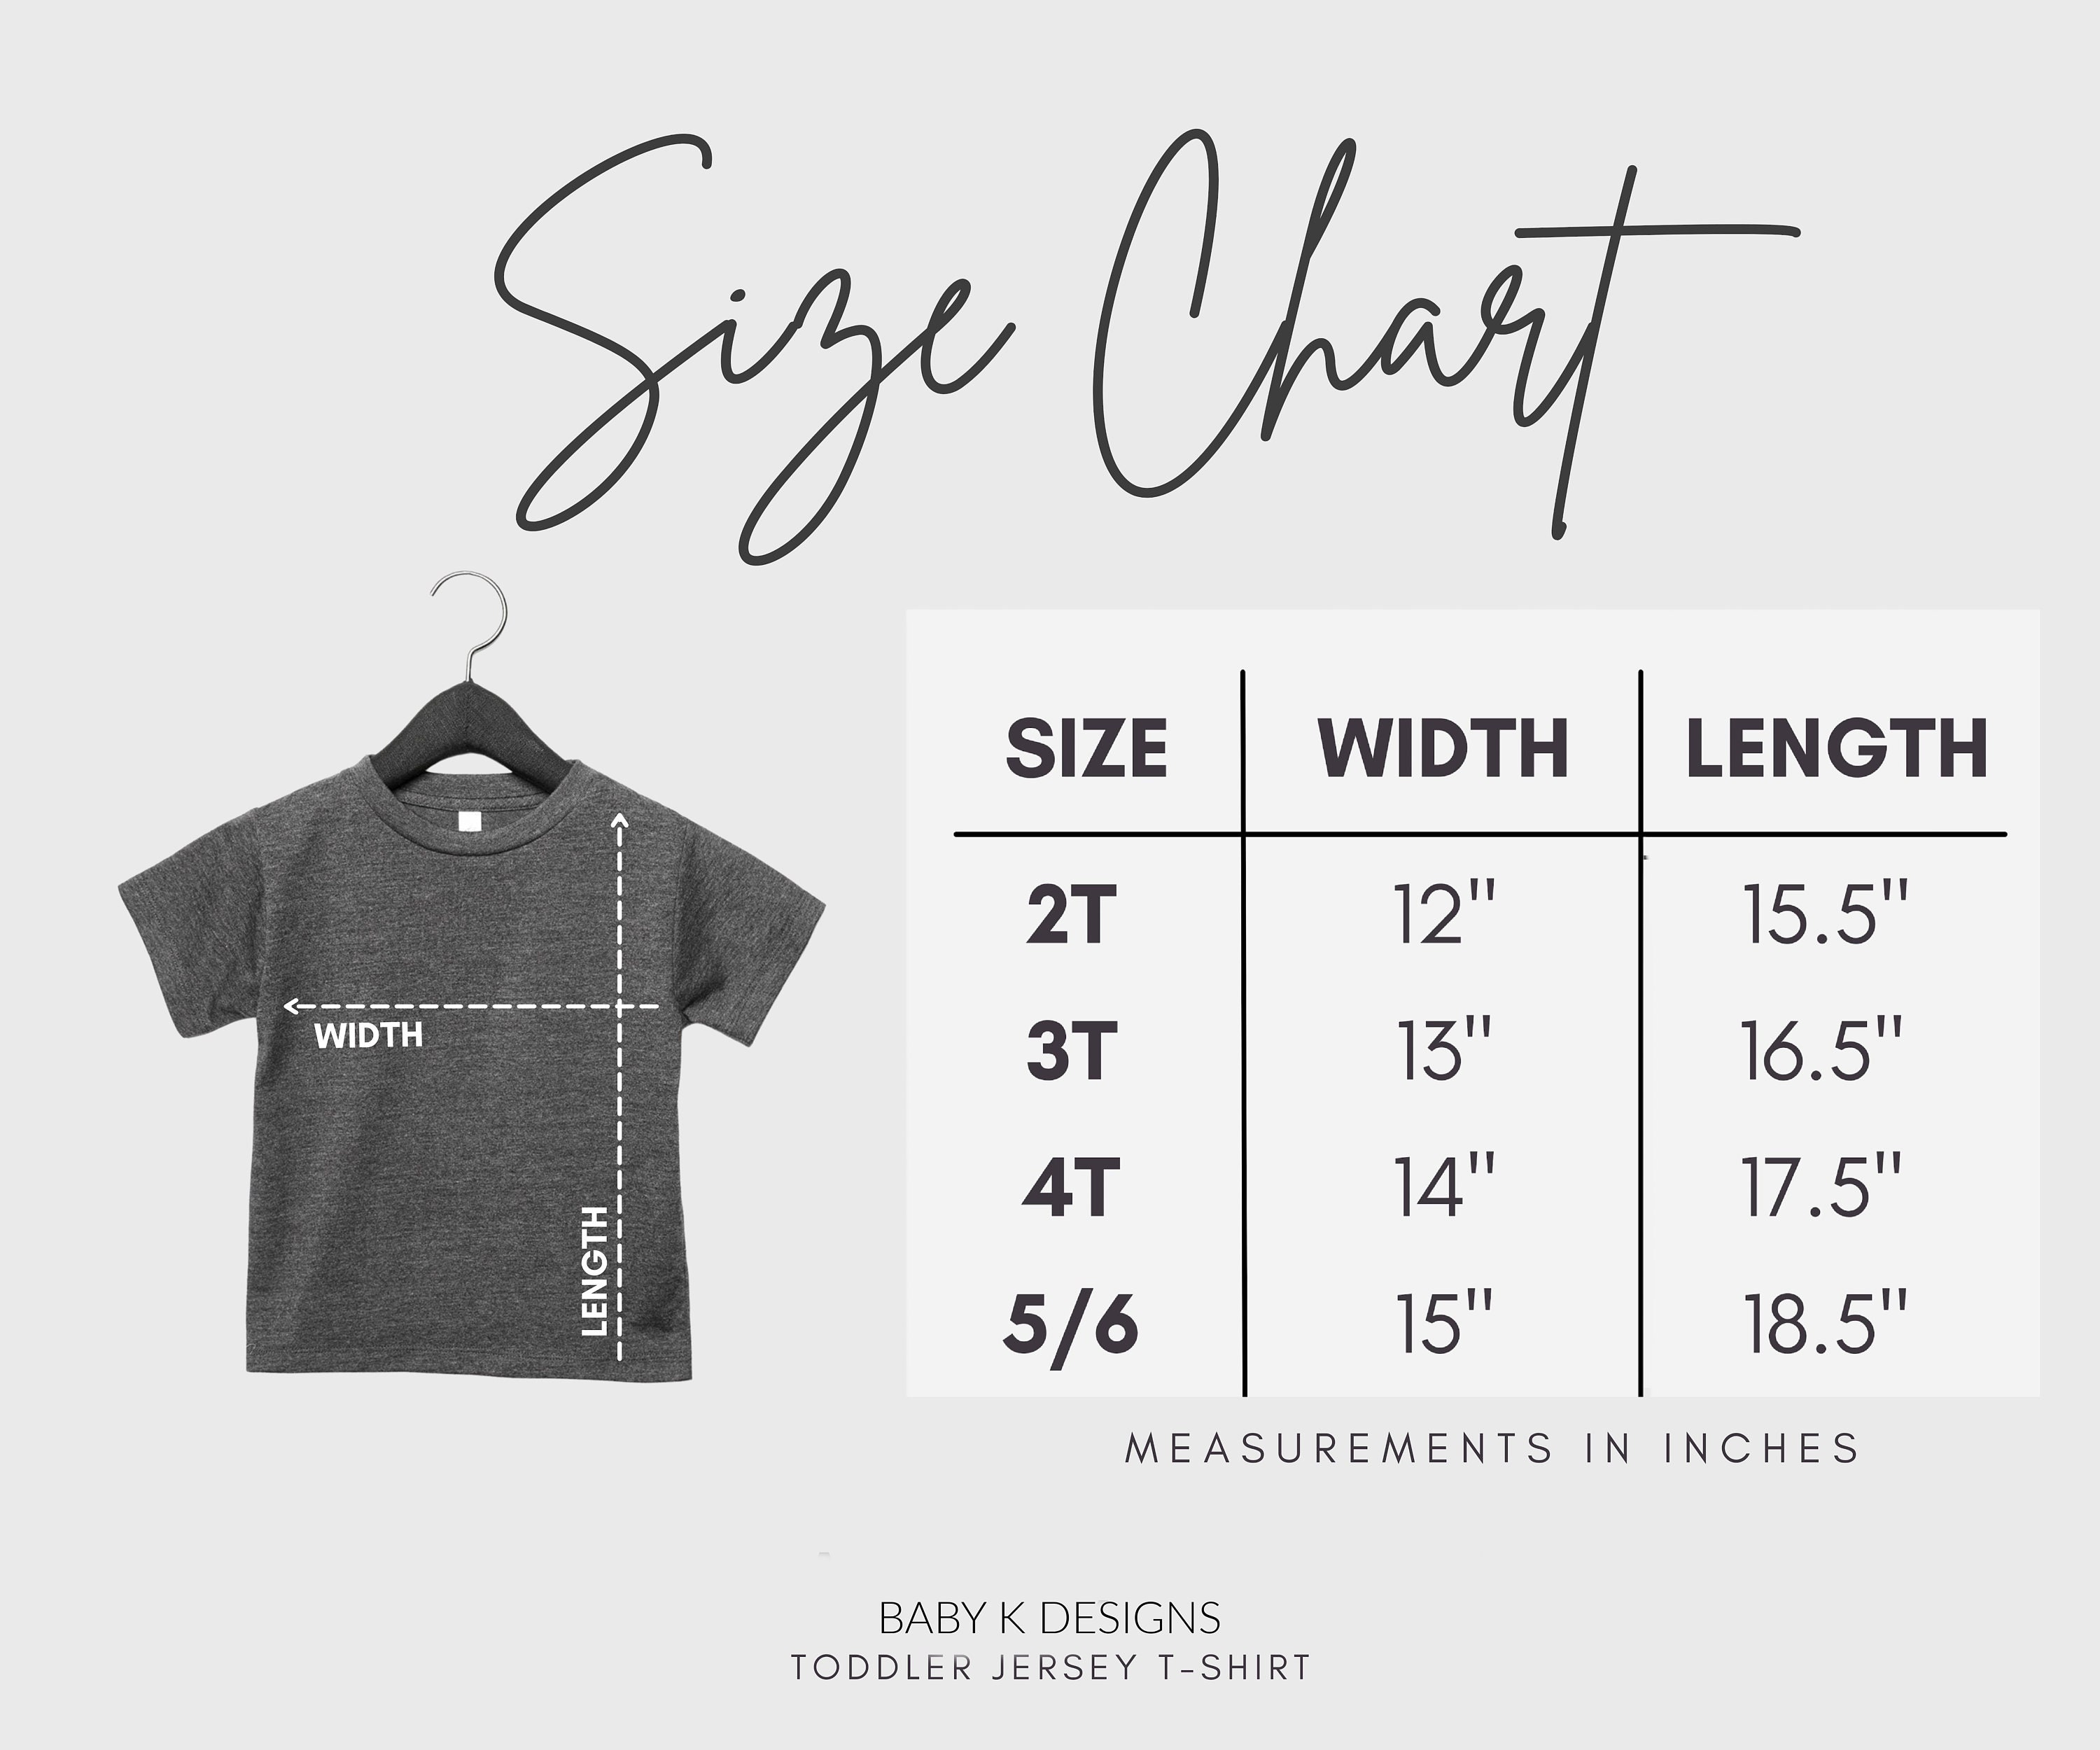 Size Chart
WIDTH
LENGTH
SIZE WIDTH LENGTH
2T 12" 15.5"
3T 13" 16.5"
4T 14" 17.5"
5/6 15" 18.5"
MEASUREMENTS IN INCHES
BABY K DESIGNS
TODDLER JERSEY T-SHIRT